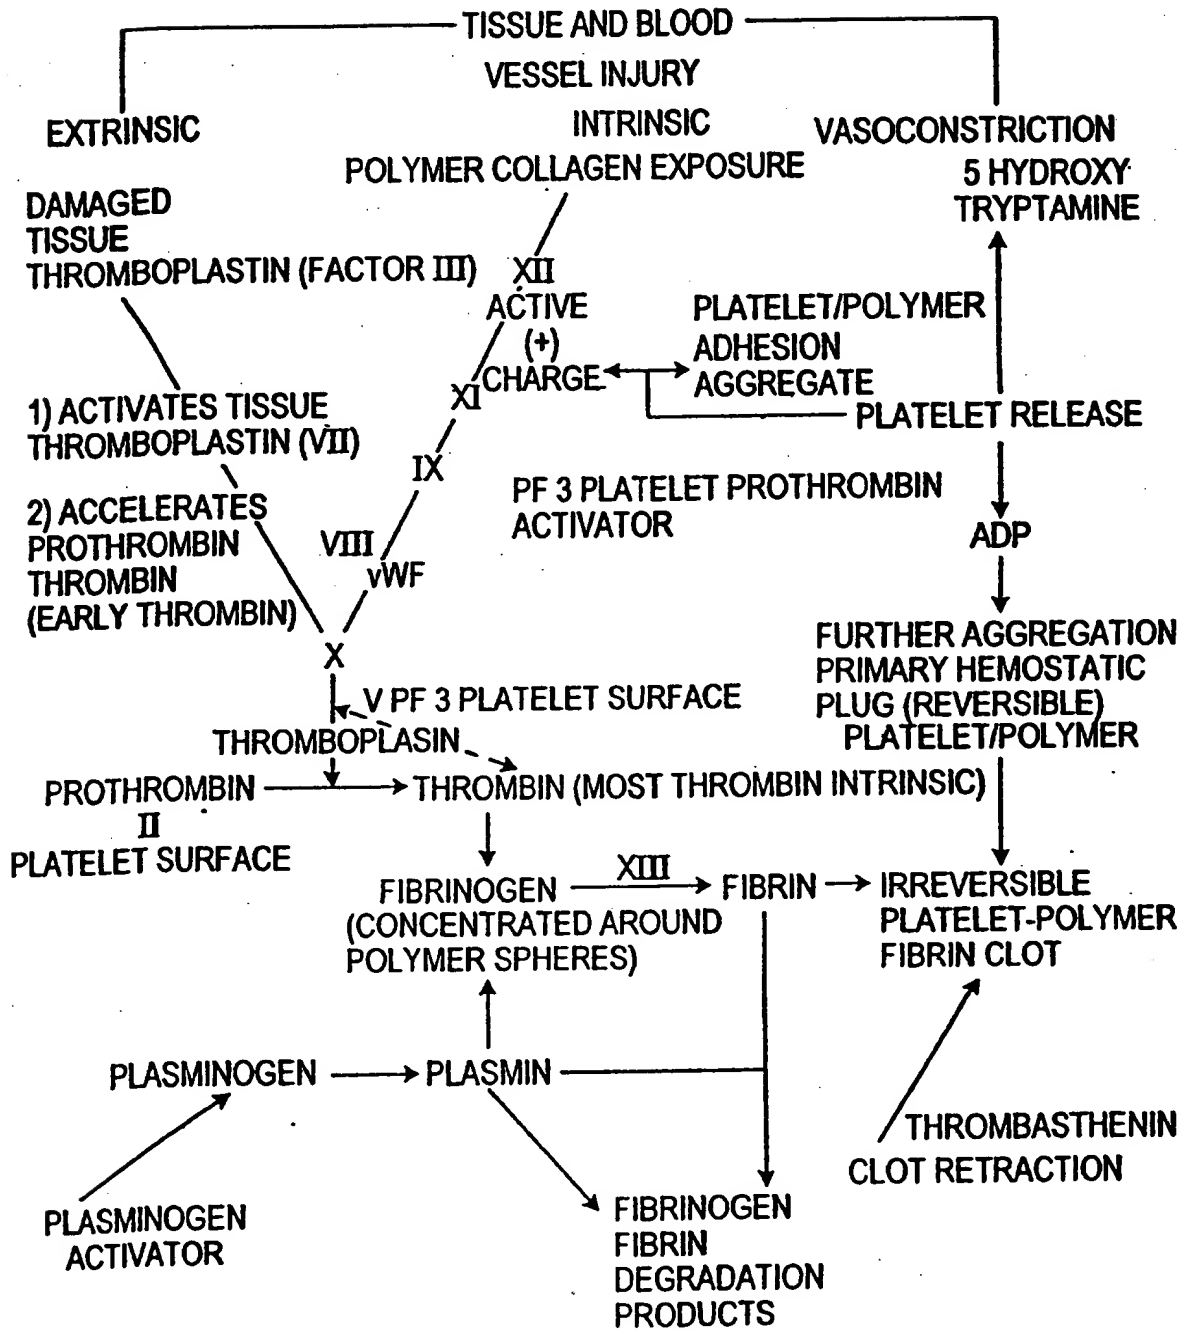 TISSUE AND BLOOD
VESSEL INJURY
EXTRINSIC
INTRINSIC
VASOCONSTRICTION
POLYMER COLLAGEN EXPOSURE
5 HYDROXY
TRYPTAMINE
DAMAGED
TISSUE
THROMBOPLASTIN (FACTOR III)
XII
ACTIVE
(+)
CHARGE
PLATELET/POLYMER
ADHESION
AGGREGATE
XI
PLATELET RELEASE
1) ACTIVATES TISSUE
THROMBOPLASTIN (VII)
IX
PF 3 PLATELET PROTHROMBIN
ACTIVATOR
2) ACCELERATES
PROTHROMBIN
THROMBIN
(EARLY THROMBIN)
VIII
vWF
ADP
X
FURTHER AGGREGATION
PRIMARY HEMOSTATIC
PLUG (REVERSIBLE)
PLATELET/POLYMER
V PF 3 PLATELET SURFACE
THROMBOPLASIN
PROTHROMBIN
II
PLATELET SURFACE
THROMBIN (MOST THROMBIN INTRINSIC)
FIBRINOGEN
(CONCENTRATED AROUND
POLYMER SPHERES)
XIII
FIBRIN
IRREVERSIBLE
PLATELET-POLYMER
FIBRIN CLOT
PLASMINOGEN
PLASMIN
THROMBASTHENIN
CLOT RETRACTION
PLASMINOGEN
ACTIVATOR
FIBRINOGEN
FIBRIN
DEGRADATION
PRODUCTS